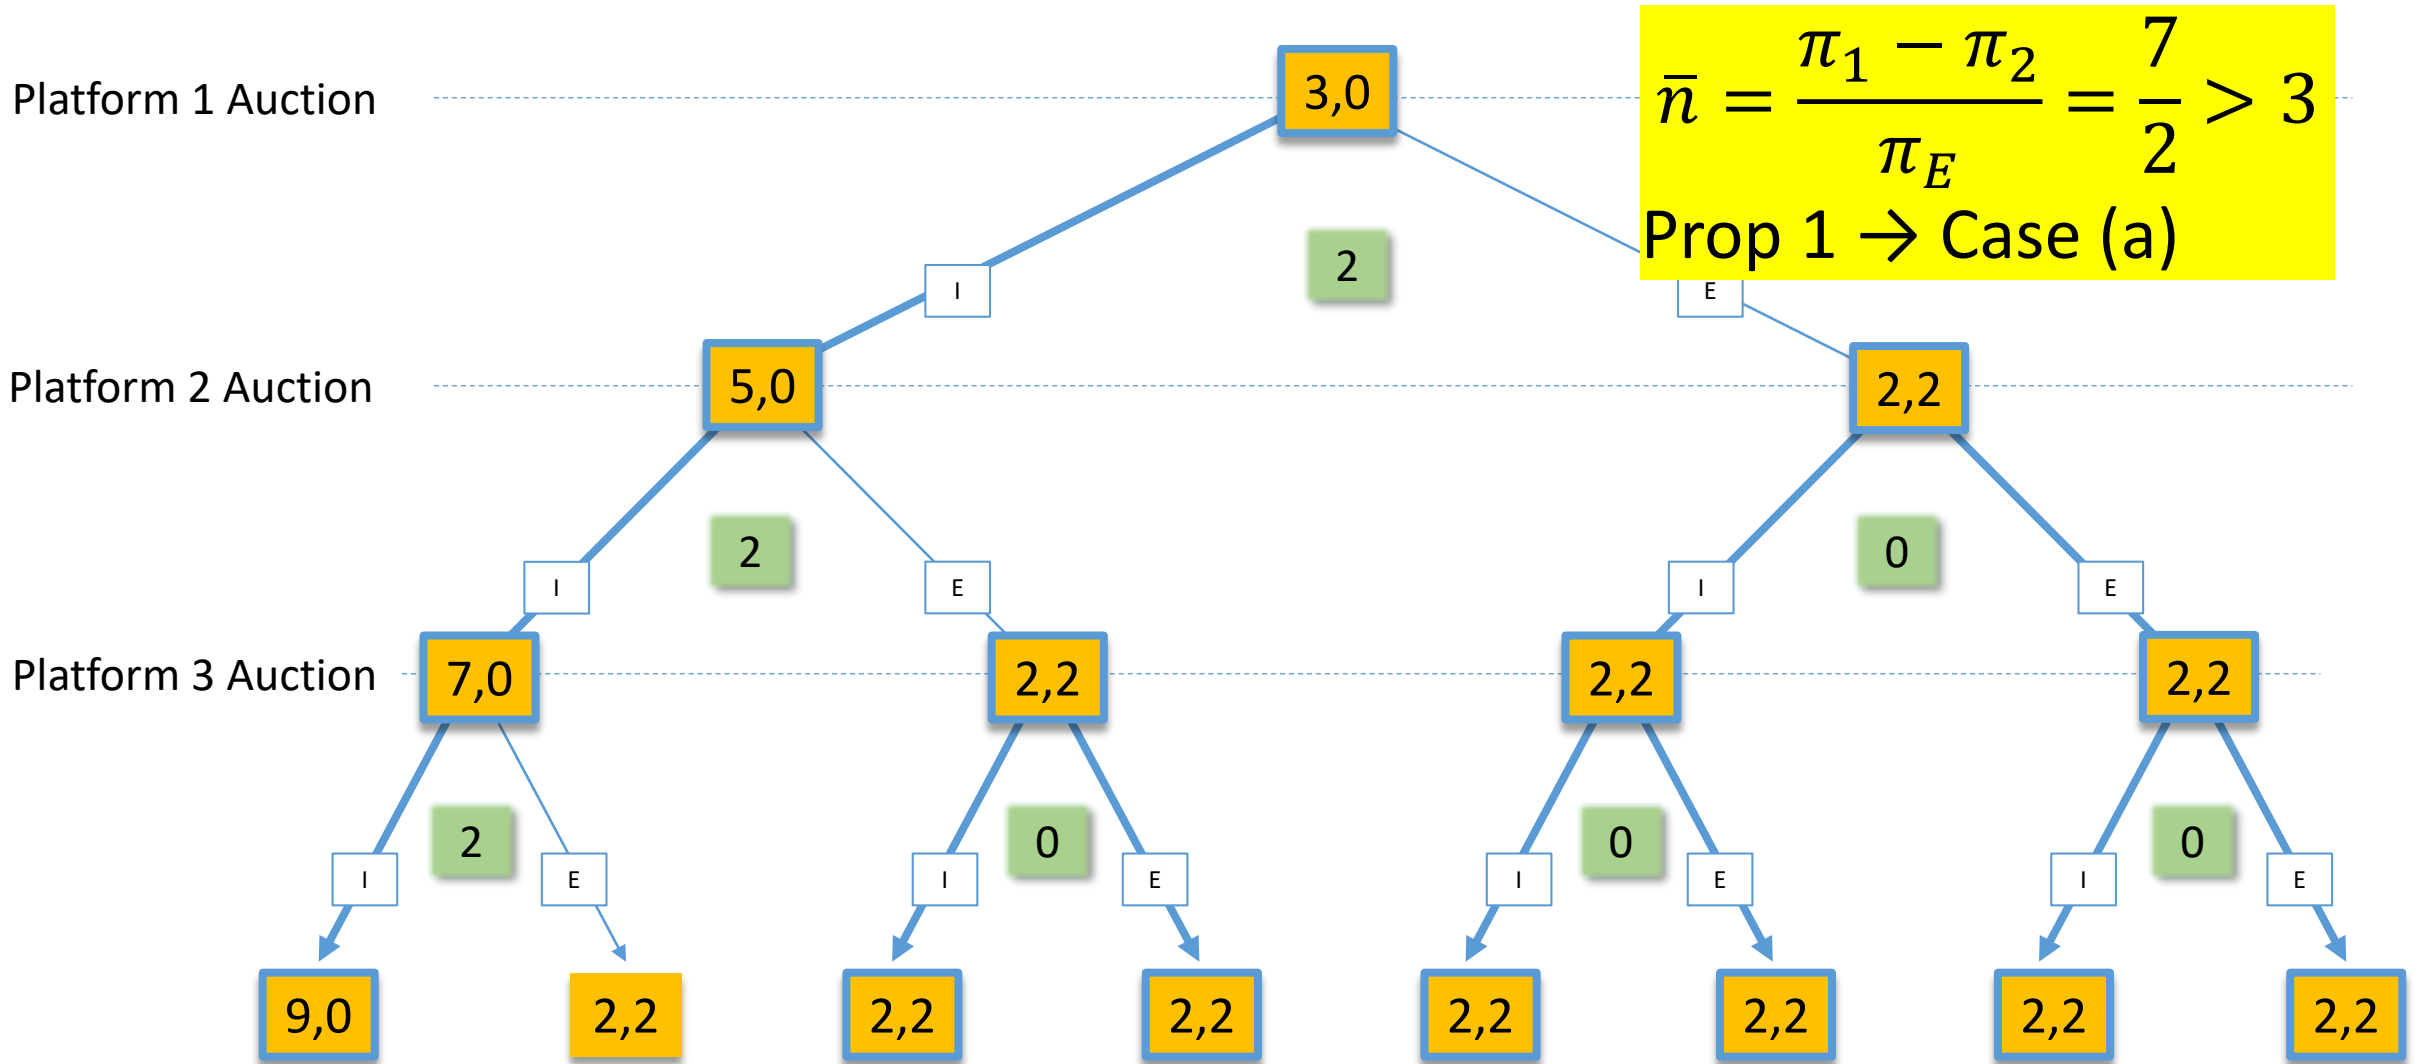 Platform 1 Auction
3,0
n̄ = (π₁ − π₂)/π_E = 7/2 > 3
Prop 1 → Case (a)
2
I
E
Platform 2 Auction
5,0
2,2
2
0
I
E
I
E
Platform 3 Auction
7,0
2,2
2,2
2,2
2
0
0
0
I
E
I
E
I
E
I
E
9,0
2,2
2,2
2,2
2,2
2,2
2,2
2,2